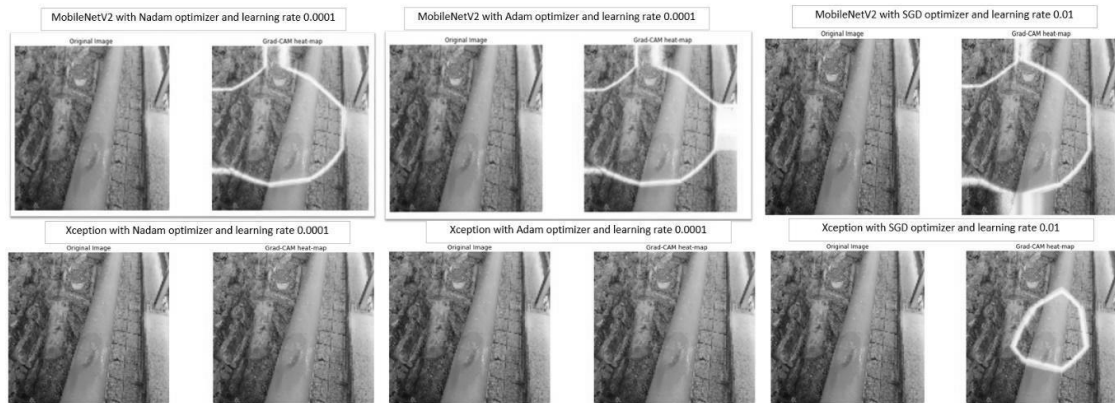 MobileNetV2 with Nadam optimizer and learning rate 0.0001
Original Image
Grad-CAM heat-map
MobileNetV2 with Adam optimizer and learning rate 0.0001
Original Image
Grad-CAM heat-map
MobileNetV2 with SGD optimizer and learning rate 0.01
Original Image
Grad-CAM heat-map
Xception with Nadam optimizer and learning rate 0.0001
Original Image
Grad-CAM heat-map
Xception with Adam optimizer and learning rate 0.0001
Original Image
Grad-CAM heat-map
Xception with SGD optimizer and learning rate 0.01
Original Image
Grad-CAM heat-map